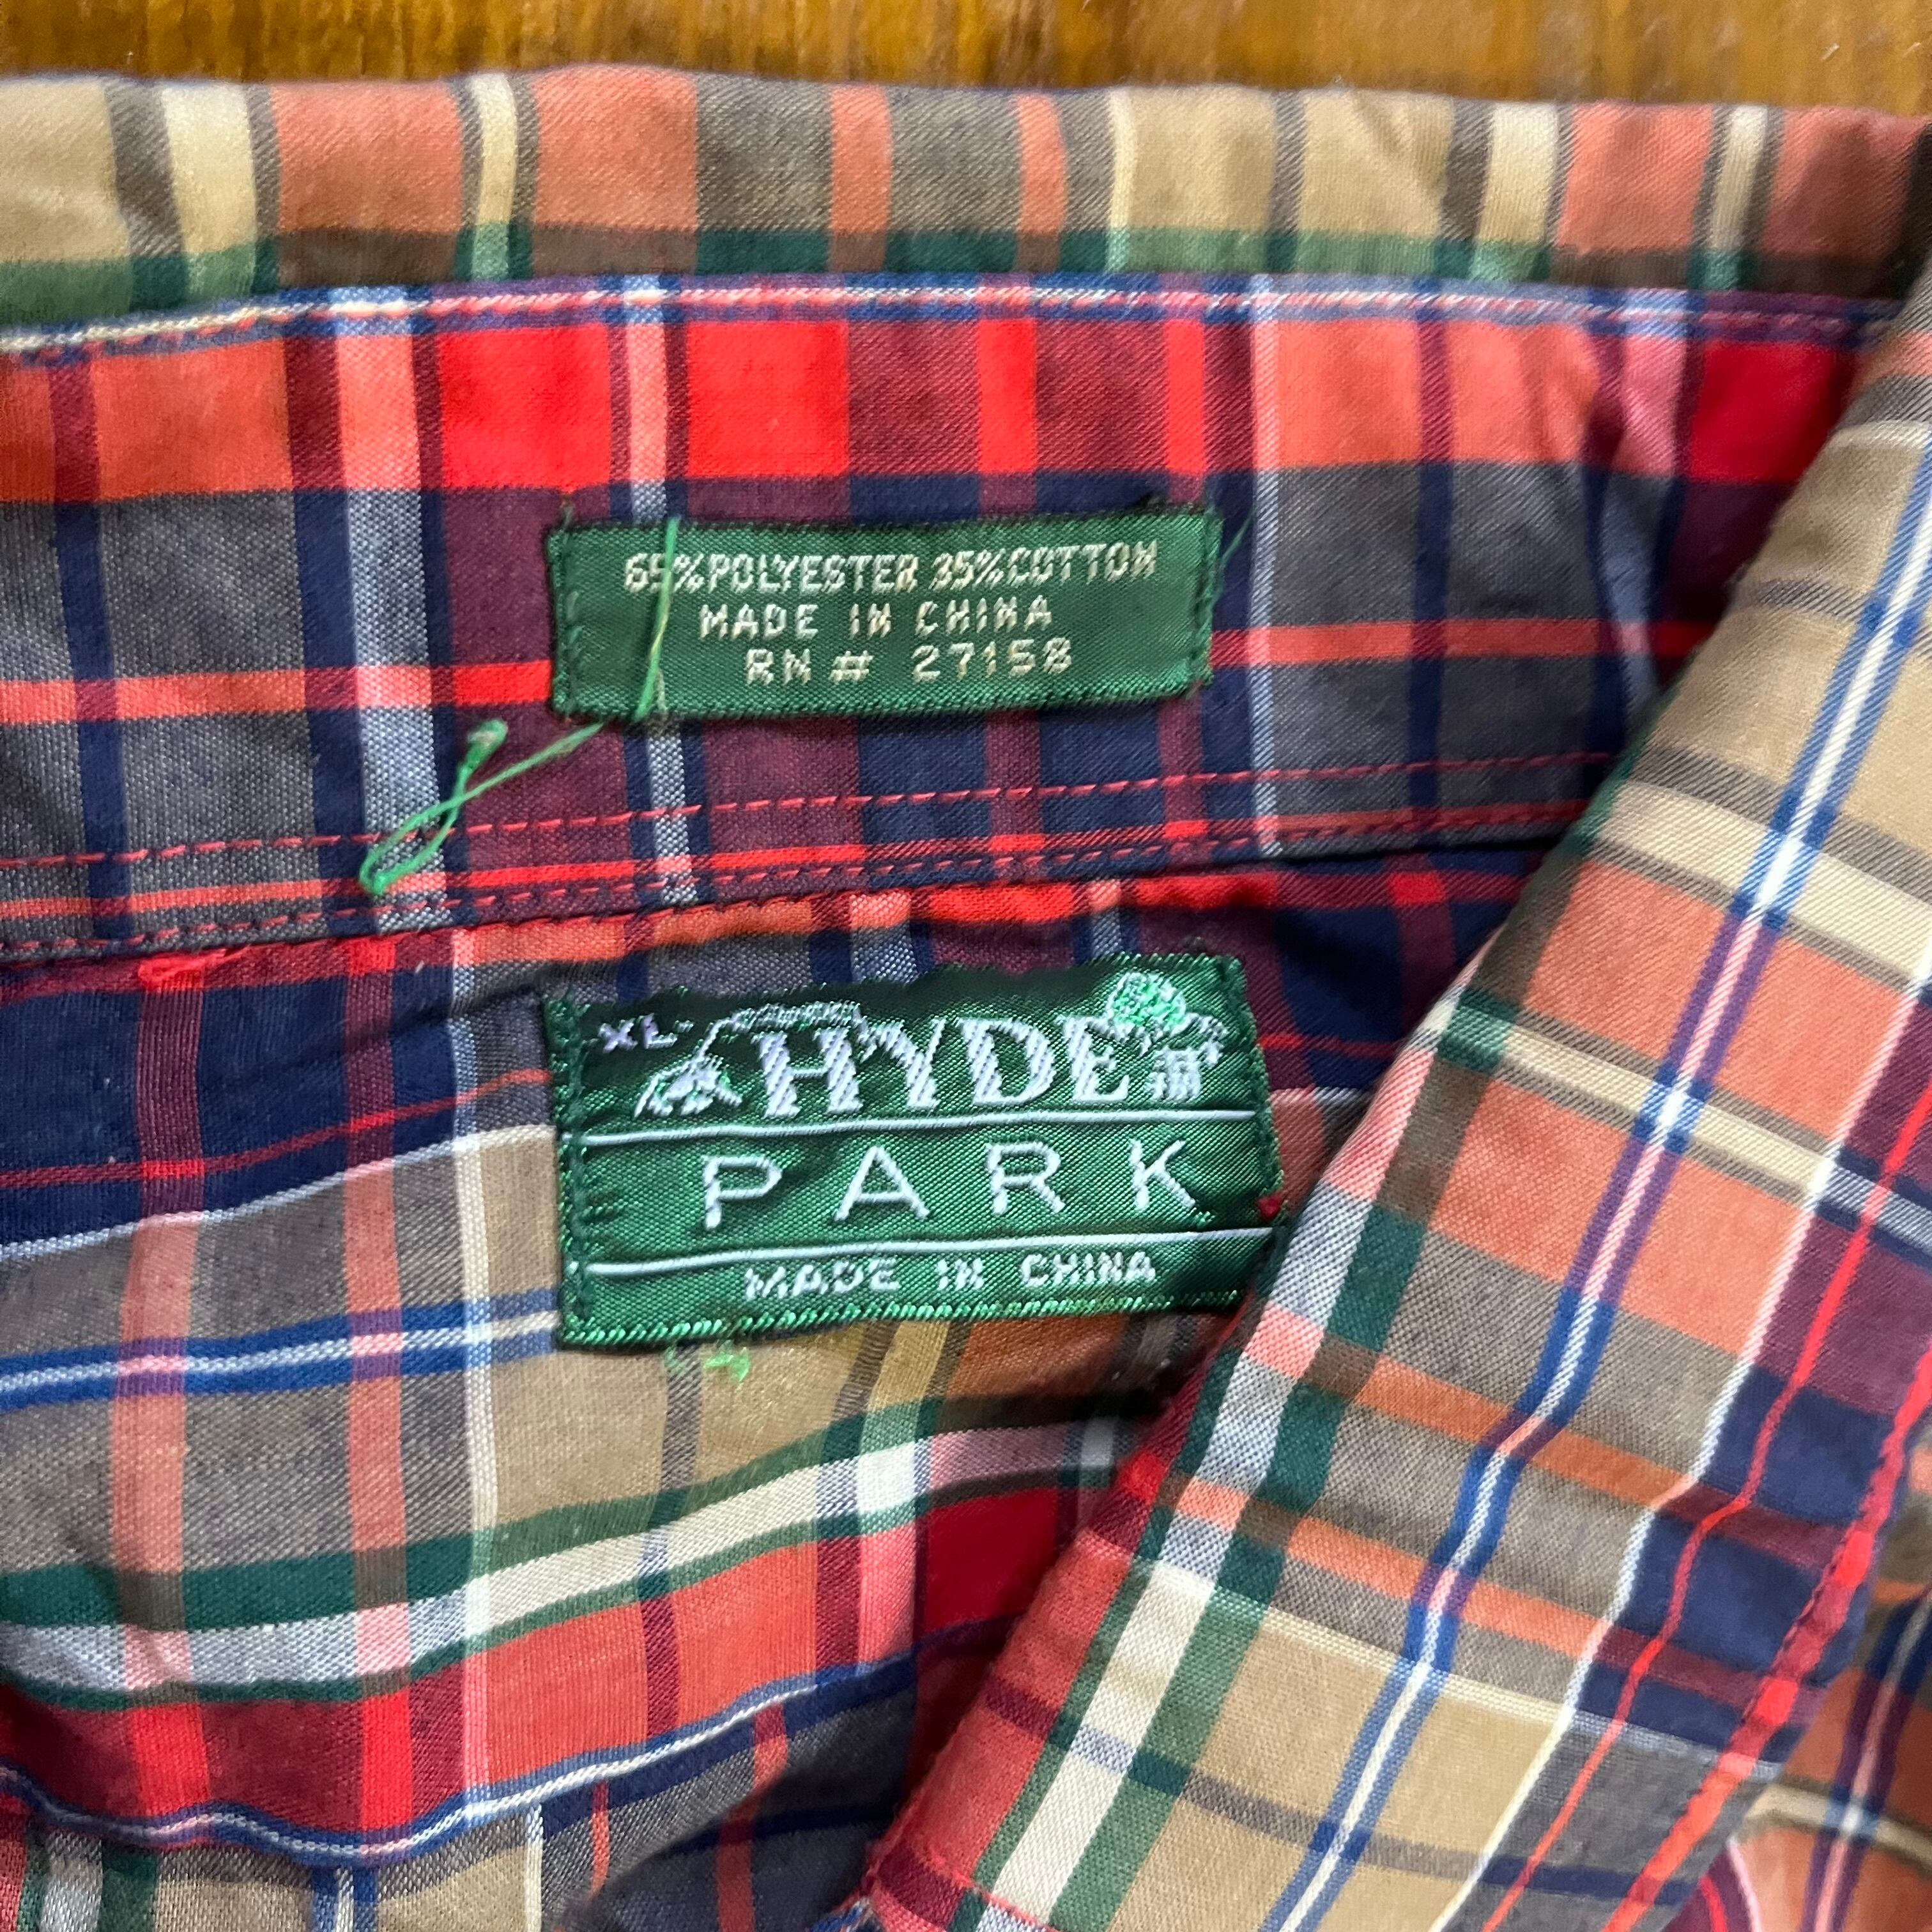 65%POLYESTER 35%COTTON
MADE IN CHINA
RN # 27158
XL
HYDE
PARK
MADE IN CHINA